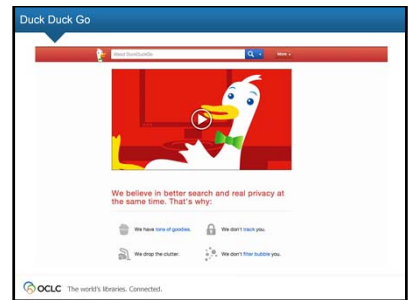 Duck Duck Go
About DuckDuckGo
More
We believe in better search and real privacy at
the same time. That's why:
We have tons of goodies.
We don't track you.
We drop the clutter.
We don't filter bubble you.
OCLC The world's libraries. Connected.